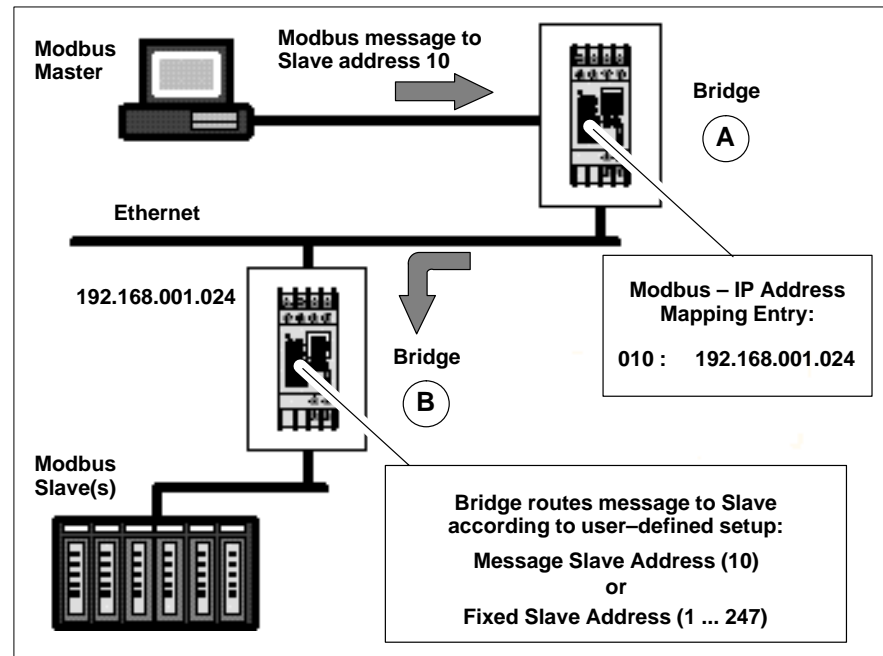 Modbus
Master
Modbus message to
Slave address 10
Bridge
A
Ethernet
192.168.001.024
Bridge
B
Modbus – IP Address
Mapping Entry:
010 : 192.168.001.024
Modbus
Slave(s)
Bridge routes message to Slave
according to user–defined setup:
Message Slave Address (10)
or
Fixed Slave Address (1 ... 247)